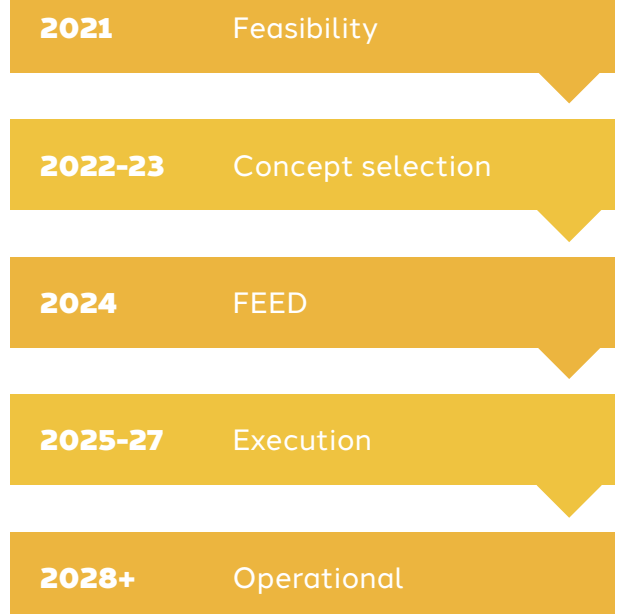 2021 Feasibility
2022-23 Concept selection
2024 FEED
2025-27 Execution
2028+ Operational